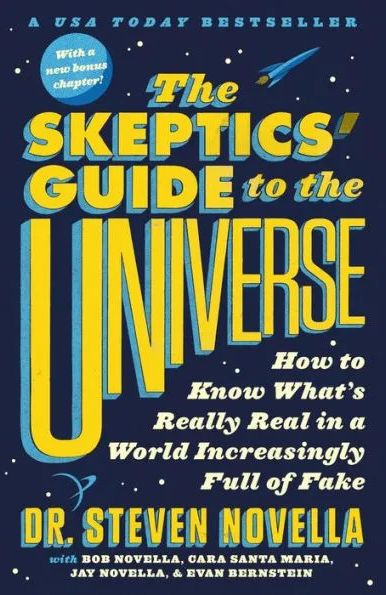 A USA TODAY BESTSELLER
With a
new bonus
chapter!
The
SKEPTICS'
GUIDE to the
UNIVERSE
How to
Know What's
Really Real in a
World Increasingly
Full of Fake
DR. STEVEN NOVELLA
with BOB NOVELLA, CARA SANTA MARIA,
JAY NOVELLA, & EVAN BERNSTEIN